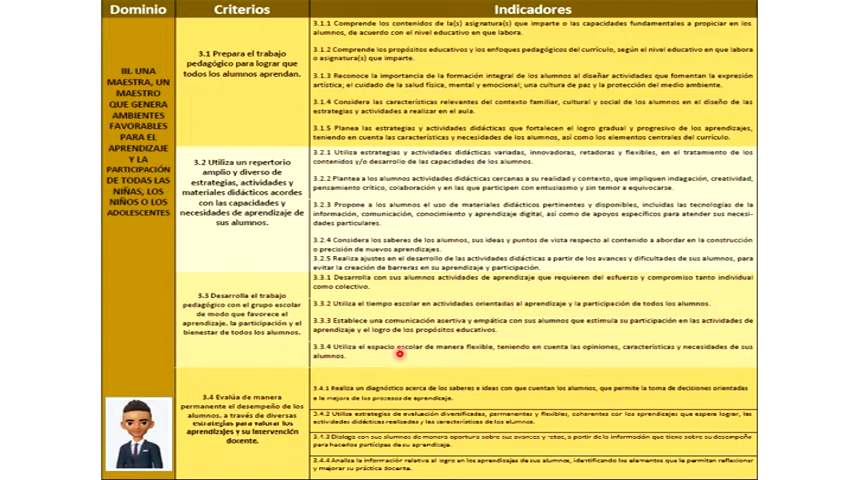 Dominio
Criterios
Indicadores
III. UNA
MAESTRA, UN
MAESTRO
QUE GENERA
AMBIENTES
FAVORABLES
PARA EL
APRENDIZAJE
Y LA
PARTICIPACIÓN
DE TODAS LAS
NIÑAS, LOS
NIÑOS O LOS
ADOLESCENTES
3.1 Prepara el trabajo
pedagógico para lograr que
todos los alumnos aprendan.
3.1.1 Comprende los contenidos de la(s) asignatura(s) que imparte o las capacidades fundamentales a propiciar en los
alumnos, de acuerdo con el nivel educativo en que labora.
3.1.2 Comprende los propósitos educativos y los enfoques pedagógicos del currículo, según el nivel educativo en que labora
o asignatura(s) que imparte.
3.1.3 Reconoce la importancia de la formación integral de los alumnos al diseñar actividades que fomentan la expresión
artística; el cuidado de la salud física, mental y emocional; una cultura de paz y la protección del medio ambiente.
3.1.4 Considera las características relevantes del contexto familiar, cultural y social de los alumnos en el diseño de las
estrategias y actividades a realizar en el aula.
3.1.5 Planea las estrategias y actividades didácticas que fortalecen el logro gradual y progresivo de los aprendizajes,
teniendo en cuenta las características y necesidades de los alumnos, así como los elementos centrales del currículo.
3.2 Utiliza un repertorio
amplio y diverso de
estrategias, actividades y
materiales didácticos acordes
con las capacidades y
necesidades de aprendizaje de
sus alumnos.
3.2.1 Utiliza estrategias y actividades didácticas variadas, innovadoras, retadoras y flexibles, en el tratamiento de los
contenidos y/o desarrollo de las capacidades de los alumnos.
3.2.2 Plantea a los alumnos actividades didácticas cercanas a su realidad y contexto, que impliquen indagación, creatividad,
pensamiento crítico, colaboración y en las que participen con entusiasmo y sin temor a equivocarse.
3.2.3 Propone a los alumnos el uso de materiales didácticos pertinentes y disponibles, incluidas las tecnologías de la
información, comunicación, conocimiento y aprendizaje digital, así como de apoyos específicos para atender sus necesi-
dades particulares.
3.2.4 Considera los saberes de los alumnos, sus ideas y puntos de vista respecto al contenido a abordar en la construcción
o precisión de nuevos aprendizajes.
3.2.5 Realiza ajustes en el desarrollo de las actividades didácticas a partir de los avances y dificultades de sus alumnos, para
evitar la creación de barreras en su aprendizaje y participación.
3.3 Desarrolla el trabajo
pedagógico con el grupo escolar
de modo que favorece el
aprendizaje, la participación y el
bienestar de todos los alumnos.
3.3.1 Desarrolla con sus alumnos actividades de aprendizaje que requieren del esfuerzo y compromiso tanto individual
como colectivo.
3.3.2 Utiliza el tiempo escolar en actividades orientadas al aprendizaje y la participación de todos los alumnos.
3.3.3 Establece una comunicación asertiva y empática con sus alumnos que estimula su participación en las actividades de
aprendizaje y el logro de los propósitos educativos.
3.3.4 Utiliza el espacio escolar de manera flexible, teniendo en cuenta las opiniones, características y necesidades de sus
alumnos.
3.4 Evalúa de manera
permanente el desempeño de los
alumnos, a través de diversas
estrategias para valorar los
aprendizajes y su intervención
docente.
3.4.1 Realiza un diagnóstico acerca de los saberes e ideas con que cuentan los alumnos, que permite la toma de decisiones orientadas
a la mejora de los procesos de aprendizaje.
3.4.2 Utiliza estrategias de evaluación diversificadas, permanentes y flexibles, coherentes con los aprendizajes que espera lograr, las
actividades didácticas realizadas y las características de los alumnos.
3.4.3 Dialoga con sus alumnos de manera oportuna sobre sus avances y retos, a partir de la información que tiene sobre su desempeño
para hacerlos partícipes de su aprendizaje.
3.4.4 Analiza la información relativa al logro en los aprendizajes de sus alumnos, identificando los elementos que le permitan reflexionar
y mejorar su práctica docente.